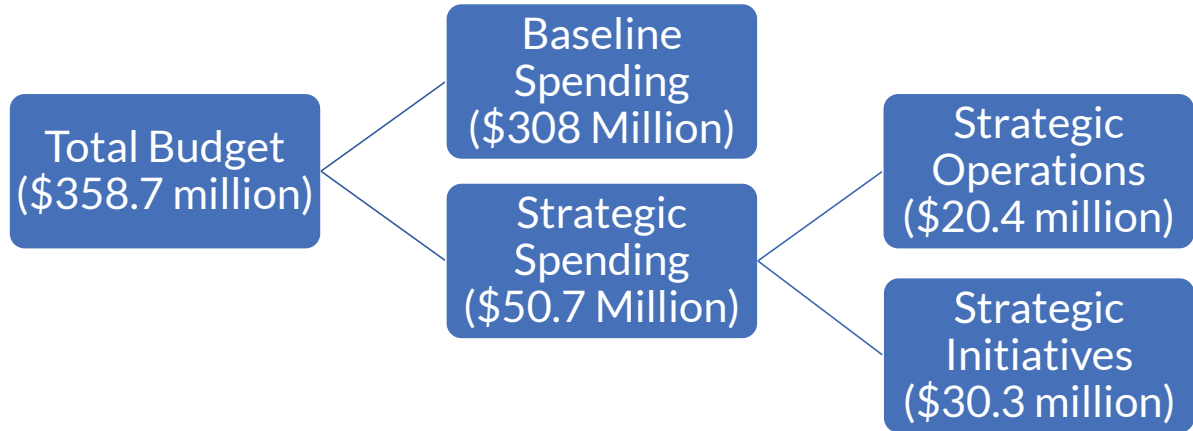 Total Budget
($358.7 million)
Baseline
Spending
($308 Million)
Strategic
Spending
($50.7 Million)
Strategic
Operations
($20.4 million)
Strategic
Initiatives
($30.3 million)